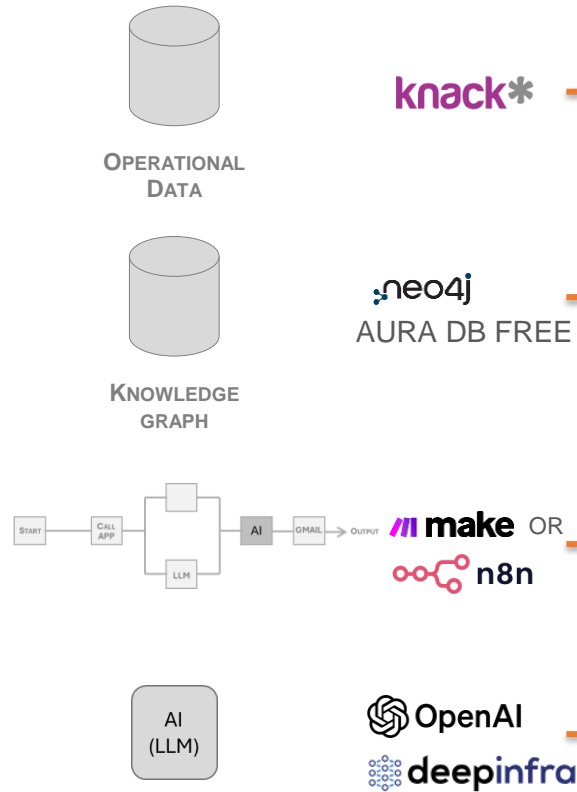 knack*
OPERATIONAL
DATA
neo4j
AURA DB FREE
KNOWLEDGE
GRAPH
START
CALL
APP
LLM
AI
GMAIL
OUTPUT
make OR
n8n
AI
(LLM)
OpenAI
deepinfra